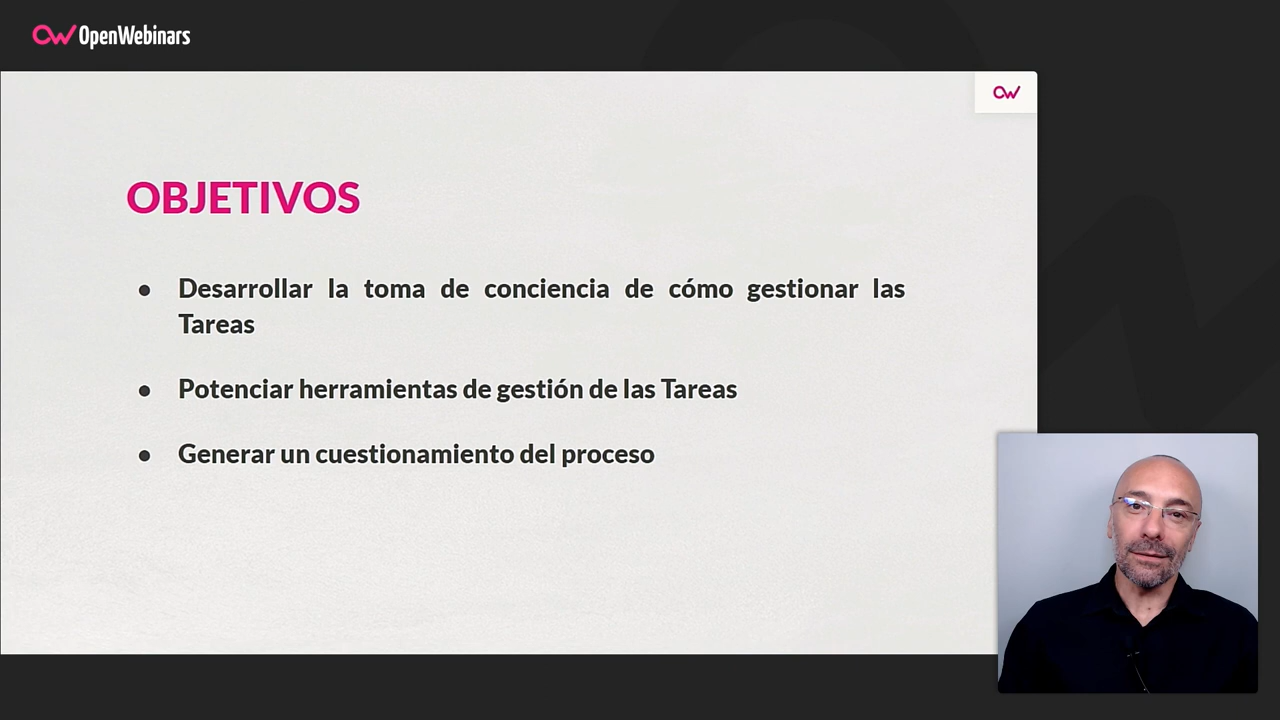 OpenWebinars
OBJETIVOS
● Desarrollar la toma de conciencia de cómo gestionar las
Tareas
● Potenciar herramientas de gestión de las Tareas
● Generar un cuestionamiento del proceso